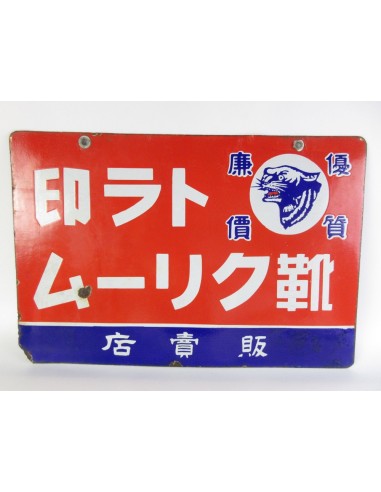 優質
廉價
トラ印
靴クリーム
販賣店